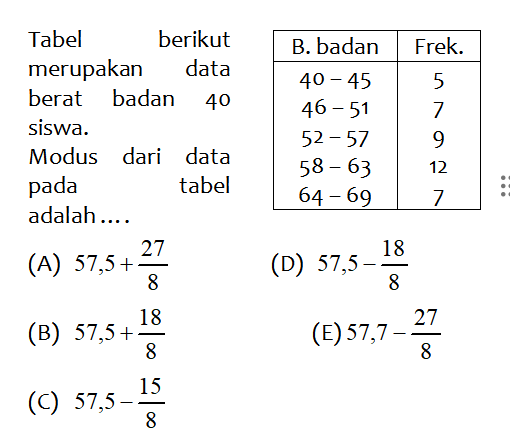 Tabel berikut
merupakan data
berat badan 40
siswa.
Modus dari data
pada tabel
adalah ....
B. badan Frek.
40 – 45 5
46 – 51 7
52 – 57 9
58 – 63 12
64 – 69 7
(A) 57,5 + 27/8
(D) 57,5 − 18/8
(B) 57,5 + 18/8
(E) 57,7 − 27/8
(C) 57,5 − 15/8